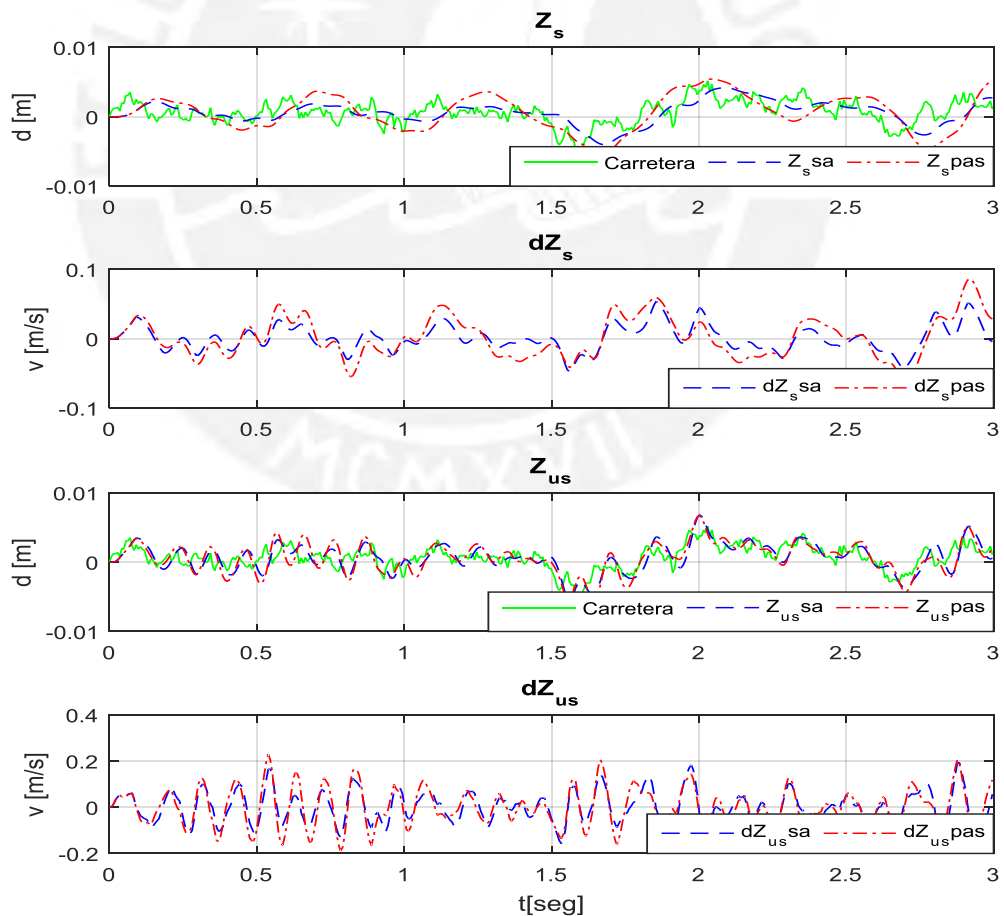 Z_s
0.01
d [m]
0
-0.01
Carretera Z_s sa Z_s pas
0 0.5 1 1.5 2 2.5 3
dZ_s
0.1
v [m/s]
0
-0.1
dZ_s sa dZ_s pas
0 0.5 1 1.5 2 2.5 3
Z_us
0.01
d [m]
0
-0.01
Carretera Z_us sa Z_us pas
0 0.5 1 1.5 2 2.5 3
MCMXVII
dZ_us
0.4
0.2
v [m/s]
0
-0.2
dZ_us sa dZ_us pas
0 0.5 1 1.5 2 2.5 3
t[seg]